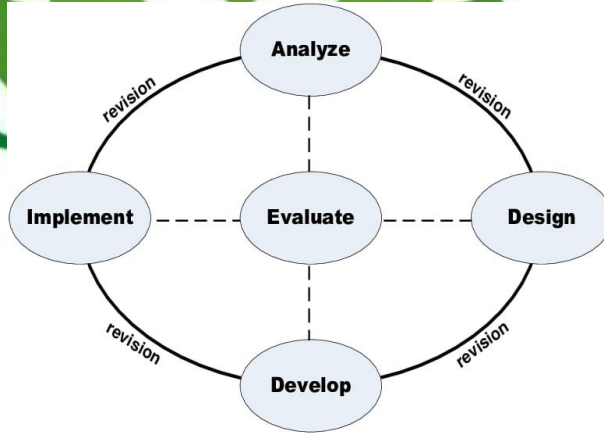 Analyze
revision
revision
Implement
Evaluate
Design
revision
revision
Develop